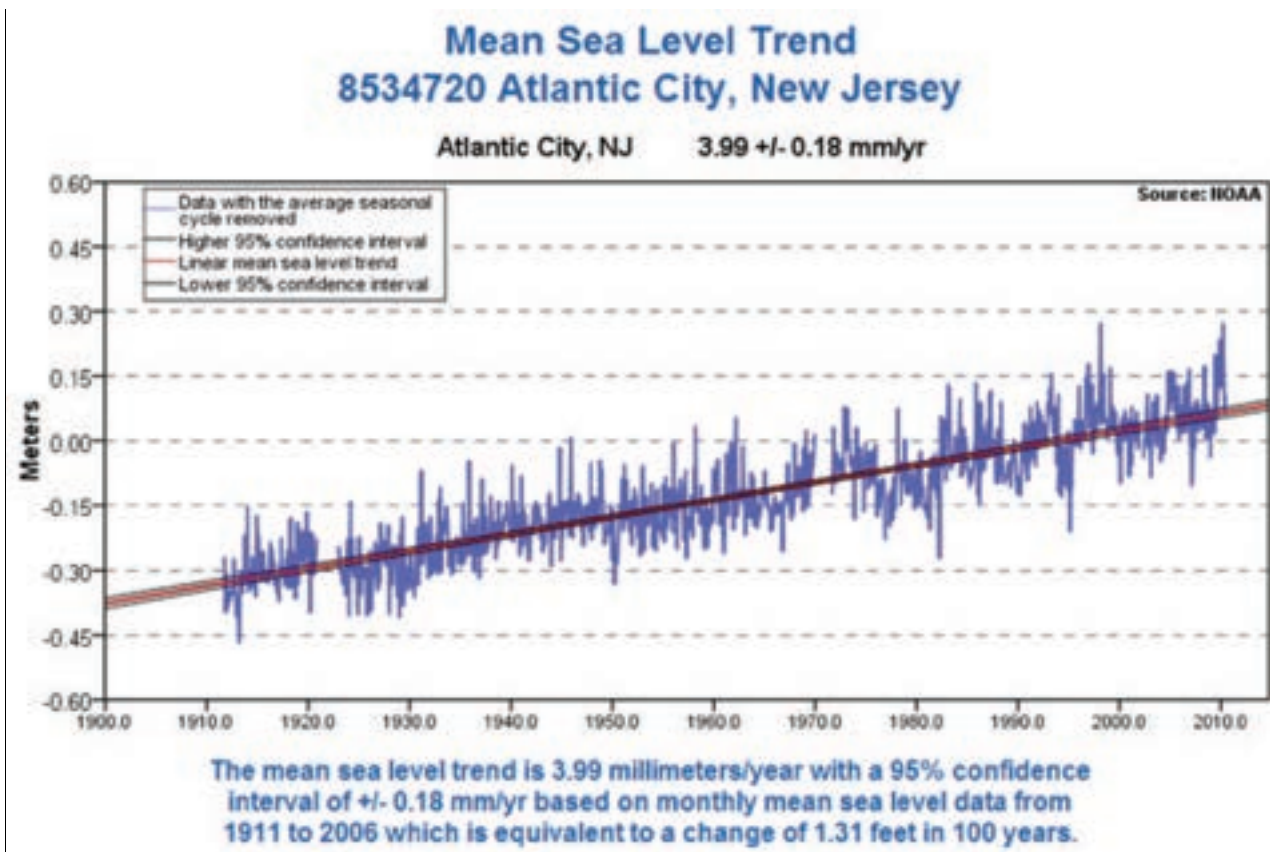 Mean Sea Level Trend
8534720 Atlantic City, New Jersey
Atlantic City, NJ 3.99 +/- 0.18 mm/yr
Source: NOAA
Data with the average seasonal
cycle removed
Higher 95% confidence interval
Linear mean sea level trend
Lower 95% confidence interval
Meters
0.60
0.45
0.30
0.15
0.00
-0.15
-0.30
-0.45
-0.60
1900.0 1910.0 1920.0 1930.0 1940.0 1950.0 1960.0 1970.0 1980.0 1990.0 2000.0 2010.0
The mean sea level trend is 3.99 millimeters/year with a 95% confidence
interval of +/- 0.18 mm/yr based on monthly mean sea level data from
1911 to 2006 which is equivalent to a change of 1.31 feet in 100 years.